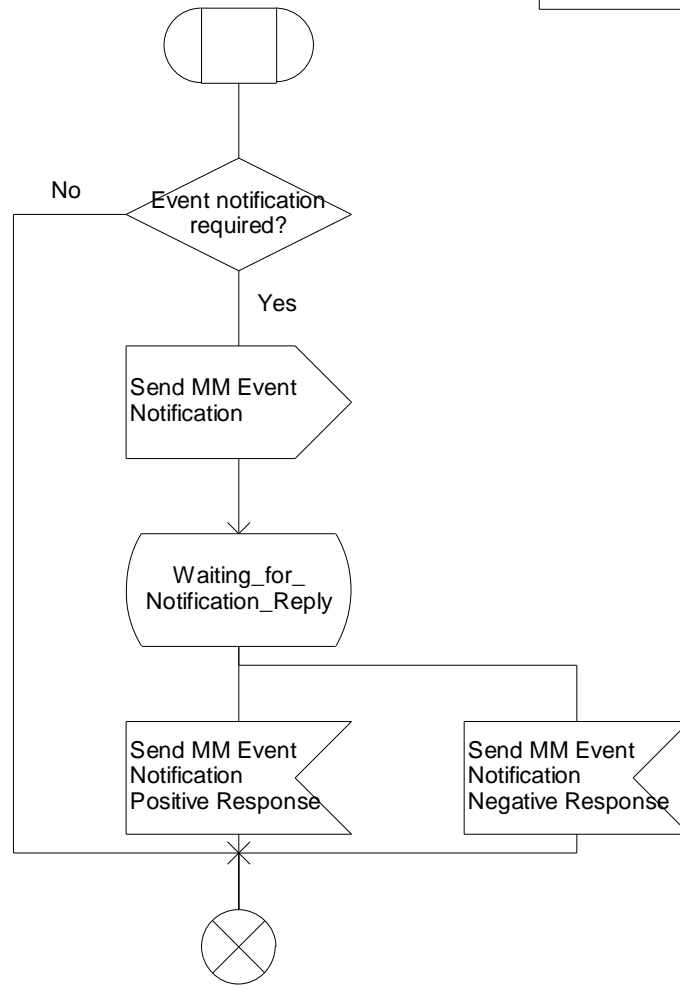 No
Event notification
required?
Yes
Send MM Event
Notification
Waiting_for_
Notification_Reply
Send MM Event
Notification
Positive Response
Send MM Event
Notification
Negative Response